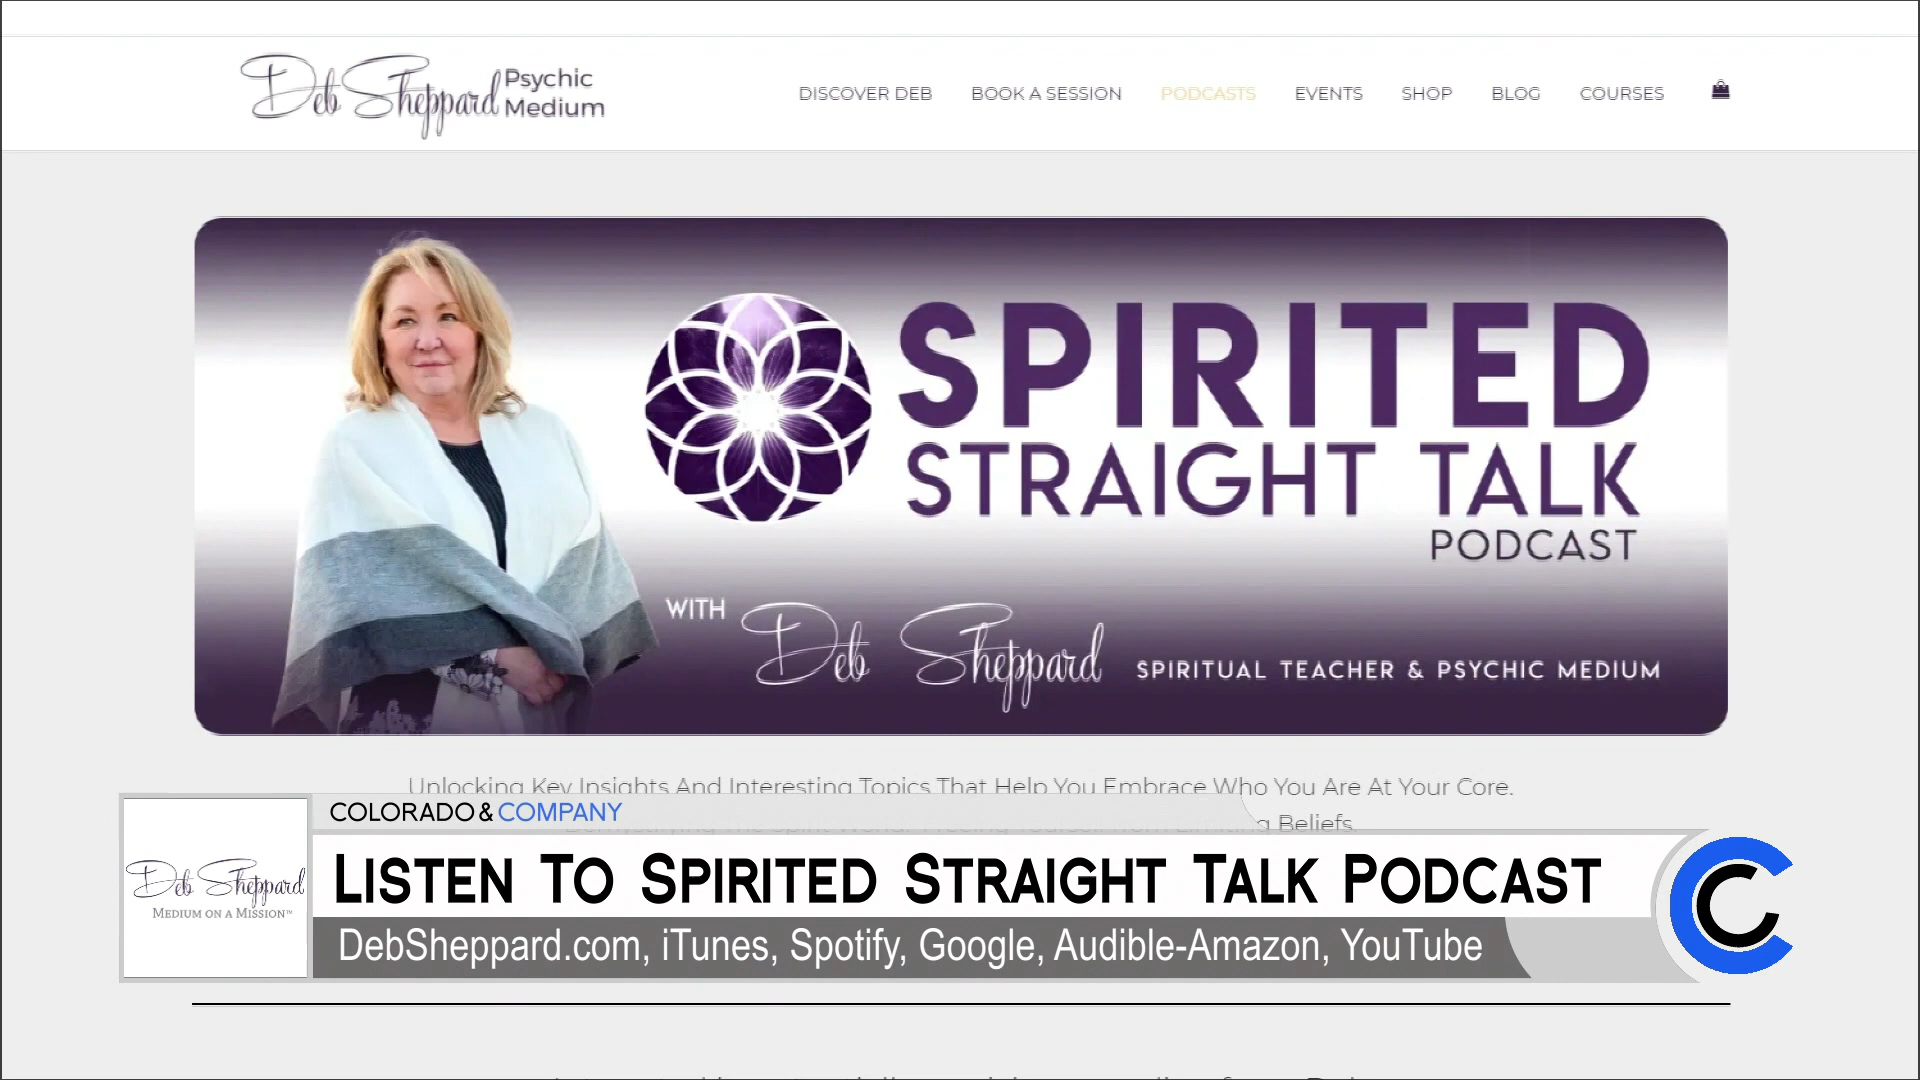 Deb Sheppard Psychic Medium
DISCOVER DEB BOOK A SESSION PODCASTS EVENTS SHOP BLOG COURSES
SPIRITED
STRAIGHT TALK
PODCAST
WITH Deb Sheppard SPIRITUAL TEACHER & PSYCHIC MEDIUM
Unlocking Key Insights And Interesting Topics That Help You Embrace Who You Are At Your Core.
Beliefs.
COLORADO & COMPANY
LISTEN TO SPIRITED STRAIGHT TALK PODCAST
DebSheppard.com, iTunes, Spotify, Google, Audible-Amazon, YouTube
Deb Sheppard
MEDIUM ON A MISSION™
CC